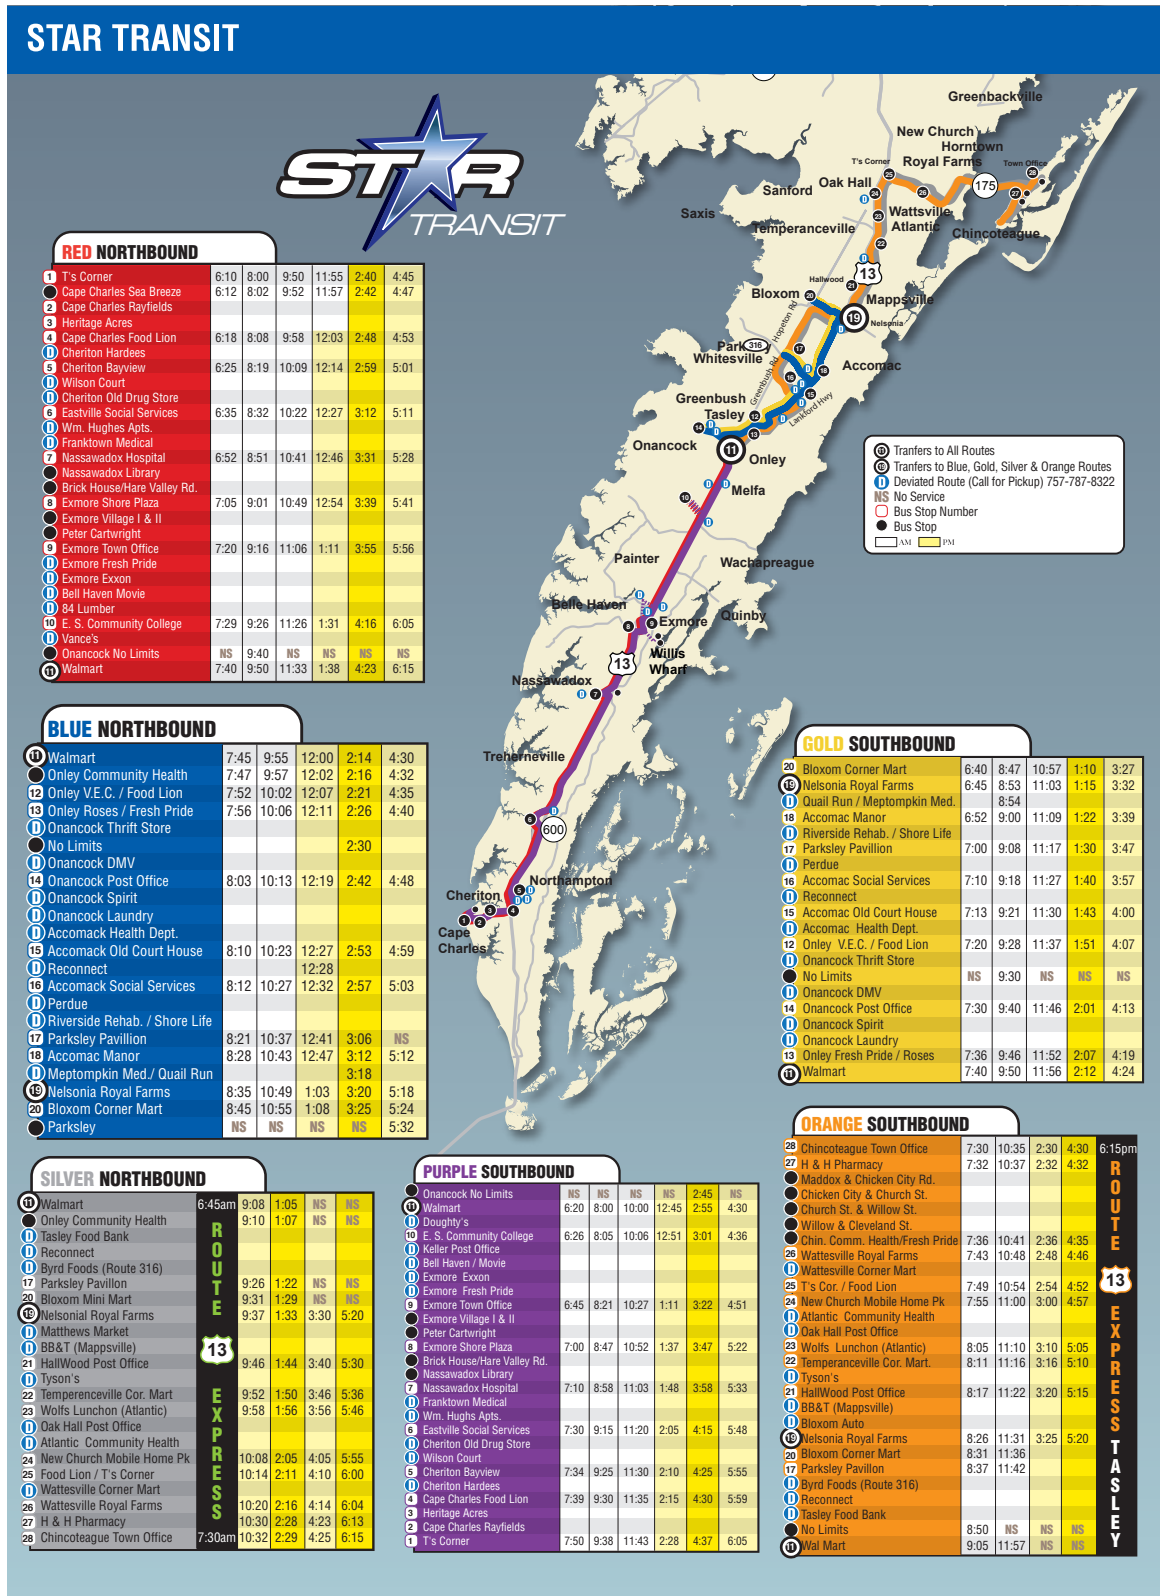 STAR TRANSIT
STAR
TRANSIT
Greenbackville
New Church
Horntown
T's Corner
Royal Farms
Town Office
Oak Hall
Sanford
175
Saxis
Wattsville
Atlantic
Temperanceville
Chincoteague
13
Hallwood
Bloxom
Mappsville
Nelsonia
Hopeton Rd
316
Whitesville
Accomac
Greenbush Rd
Greenbush
Tasley
Lankford Hwy
Onancock
Onley
Melfa
Painter
Wachapreague
Belle Haven
Exmore
Quinby
Willis
Wharf
13
Nassawadox
Treherneville
600
Northampton
Cheriton
Cape
Charles
11 Tranfers to All Routes
19 Tranfers to Blue, Gold, Silver & Orange Routes
D Deviated Route (Call for Pickup) 757-787-8322
NS No Service
Bus Stop Number
Bus Stop
AM PM
RED NORTHBOUND
1 T's Corner 6:10 8:00 9:50 11:55 2:40 4:45
Cape Charles Sea Breeze 6:12 8:02 9:52 11:57 2:42 4:47
2 Cape Charles Rayfields
3 Heritage Acres
4 Cape Charles Food Lion 6:18 8:08 9:58 12:03 2:48 4:53
D Cheriton Hardees
5 Cheriton Bayview 6:25 8:19 10:09 12:14 2:59 5:01
D Wilson Court
D Cheriton Old Drug Store
6 Eastville Social Services 6:35 8:32 10:22 12:27 3:12 5:11
D Wm. Hughes Apts.
D Franktown Medical
7 Nassawadox Hospital 6:52 8:51 10:41 12:46 3:31 5:28
Nassawadox Library
Brick House/Hare Valley Rd.
8 Exmore Shore Plaza 7:05 9:01 10:49 12:54 3:39 5:41
Exmore Village I & II
Peter Cartwright
9 Exmore Town Office 7:20 9:16 11:06 1:11 3:55 5:56
D Exmore Fresh Pride
D Exmore Exxon
D Bell Haven Movie
D 84 Lumber
10 E. S. Community College 7:29 9:26 11:26 1:31 4:16 6:05
D Vance's
Onancock No Limits NS 9:40 NS NS NS NS
11 Walmart 7:40 9:50 11:33 1:38 4:23 6:15
BLUE NORTHBOUND
11 Walmart 7:45 9:55 12:00 2:14 4:30
Onley Community Health 7:47 9:57 12:02 2:16 4:32
12 Onley V.E.C. / Food Lion 7:52 10:02 12:07 2:21 4:35
13 Onley Roses / Fresh Pride 7:56 10:06 12:11 2:26 4:40
D Onancock Thrift Store
No Limits 2:30
D Onancock DMV
14 Onancock Post Office 8:03 10:13 12:19 2:42 4:48
D Onancock Spirit
D Onancock Laundry
D Accomack Health Dept.
15 Accomack Old Court House 8:10 10:23 12:27 2:53 4:59
D Reconnect 12:28
16 Accomack Social Services 8:12 10:27 12:32 2:57 5:03
D Perdue
D Riverside Rehab. / Shore Life
17 Parksley Pavillion 8:21 10:37 12:41 3:06 NS
18 Accomac Manor 8:28 10:43 12:47 3:12 5:12
D Meptompkin Med./ Quail Run 3:18
19 Nelsonia Royal Farms 8:35 10:49 1:03 3:20 5:18
20 Bloxom Corner Mart 8:45 10:55 1:08 3:25 5:24
Parksley NS NS NS NS 5:32
GOLD SOUTHBOUND
20 Bloxom Corner Mart 6:40 8:47 10:57 1:10 3:27
19 Nelsonia Royal Farms 6:45 8:53 11:03 1:15 3:32
D Quail Run / Meptompkin Med. 8:54
18 Accomac Manor 6:52 9:00 11:09 1:22 3:39
D Riverside Rehab. / Shore Life
17 Parksley Pavillion 7:00 9:08 11:17 1:30 3:47
D Perdue
16 Accomac Social Services 7:10 9:18 11:27 1:40 3:57
D Reconnect
15 Accomac Old Court House 7:13 9:21 11:30 1:43 4:00
D Accomac Health Dept.
12 Onley V.E.C. / Food Lion 7:20 9:28 11:37 1:51 4:07
D Onancock Thrift Store
No Limits NS 9:30 NS NS NS
D Onancock DMV
14 Onancock Post Office 7:30 9:40 11:46 2:01 4:13
D Onancock Spirit
D Onancock Laundry
13 Onley Fresh Pride / Roses 7:36 9:46 11:52 2:07 4:19
11 Walmart 7:40 9:50 11:56 2:12 4:24
SILVER NORTHBOUND
11 Walmart 6:45am 9:08 1:05 NS NS
Onley Community Health 9:10 1:07 NS NS
D Tasley Food Bank
D Reconnect
D Byrd Foods (Route 316)
17 Parksley Pavillon 9:26 1:22 NS NS
20 Bloxom Mini Mart 9:31 1:29 NS NS
19 Nelsonial Royal Farms 9:37 1:33 3:30 5:20
D Matthews Market
D BB&T (Mappsville)
21 HallWood Post Office 9:46 1:44 3:40 5:30
D Tyson's
22 Temperenceville Cor. Mart 9:52 1:50 3:46 5:36
23 Wolfs Lunchon (Atlantic) 9:58 1:56 3:56 5:46
D Oak Hall Post Office
D Atlantic Community Health
24 New Church Mobile Home Pk 10:08 2:05 4:05 5:55
25 Food Lion / T's Corner 10:14 2:11 4:10 6:00
D Wattesville Corner Mart
26 Wattesville Royal Farms 10:20 2:16 4:14 6:04
27 H & H Pharmacy 10:30 2:28 4:23 6:13
28 Chincoteague Town Office 7:30am 10:32 2:29 4:25 6:15
ROUTE 13 EXPRESS
PURPLE SOUTHBOUND
Onancock No Limits NS NS NS NS 2:45 NS
11 Walmart 6:20 8:00 10:00 12:45 2:55 4:30
D Doughty's
10 E. S. Community College 6:26 8:05 10:06 12:51 3:01 4:36
D Keller Post Office
D Bell Haven / Movie
D Exmore Exxon
D Exmore Fresh Pride
9 Exmore Town Office 6:45 8:21 10:27 1:11 3:22 4:51
Exmore Village I & II
Peter Cartwright
8 Exmore Shore Plaza 7:00 8:47 10:52 1:37 3:47 5:22
Brick House/Hare Valley Rd.
Nassawadox Library
7 Nassawadox Hospital 7:10 8:58 11:03 1:48 3:58 5:33
D Franktown Medical
D Wm. Hughs Apts.
6 Eastville Social Services 7:30 9:15 11:20 2:05 4:15 5:48
D Cheriton Old Drug Store
D Wilson Court
5 Cheriton Bayview 7:34 9:25 11:30 2:10 4:25 5:55
D Cheriton Hardees
4 Cape Charles Food Lion 7:39 9:30 11:35 2:15 4:30 5:59
3 Heritage Acres
2 Cape Charles Rayfields
1 T's Corner 7:50 9:38 11:43 2:28 4:37 6:05
ORANGE SOUTHBOUND
28 Chincoteague Town Office 7:30 10:35 2:30 4:30 6:15pm
27 H & H Pharmacy 7:32 10:37 2:32 4:32
Maddox & Chicken City Rd.
Chicken City & Church St.
Church St. & Willow St.
Willow & Cleveland St.
Chin. Comm. Health/Fresh Pride 7:36 10:41 2:36 4:35
26 Wattesville Royal Farms 7:43 10:48 2:48 4:46
D Wattesville Corner Mart
25 T's Cor. / Food Lion 7:49 10:54 2:54 4:52
24 New Church Mobile Home Pk 7:55 11:00 3:00 4:57
D Atlantic Community Health
D Oak Hall Post Office
23 Wolfs Lunchon (Atlantic) 8:05 11:10 3:10 5:05
22 Temperanceville Cor. Mart. 8:11 11:16 3:16 5:10
D Tyson's
21 HallWood Post Office 8:17 11:22 3:20 5:15
D BB&T (Mappsville)
D Bloxom Auto
19 Nelsonia Royal Farms 8:26 11:31 3:25 5:20
20 Bloxom Corner Mart 8:31 11:36
17 Parksley Pavillon 8:37 11:42
D Byrd Foods (Route 316)
D Reconnect
D Tasley Food Bank
No Limits 8:50 NS NS NS
11 Wal Mart 9:05 11:57 NS NS
ROUTE 13 EXPRESS TASLEY